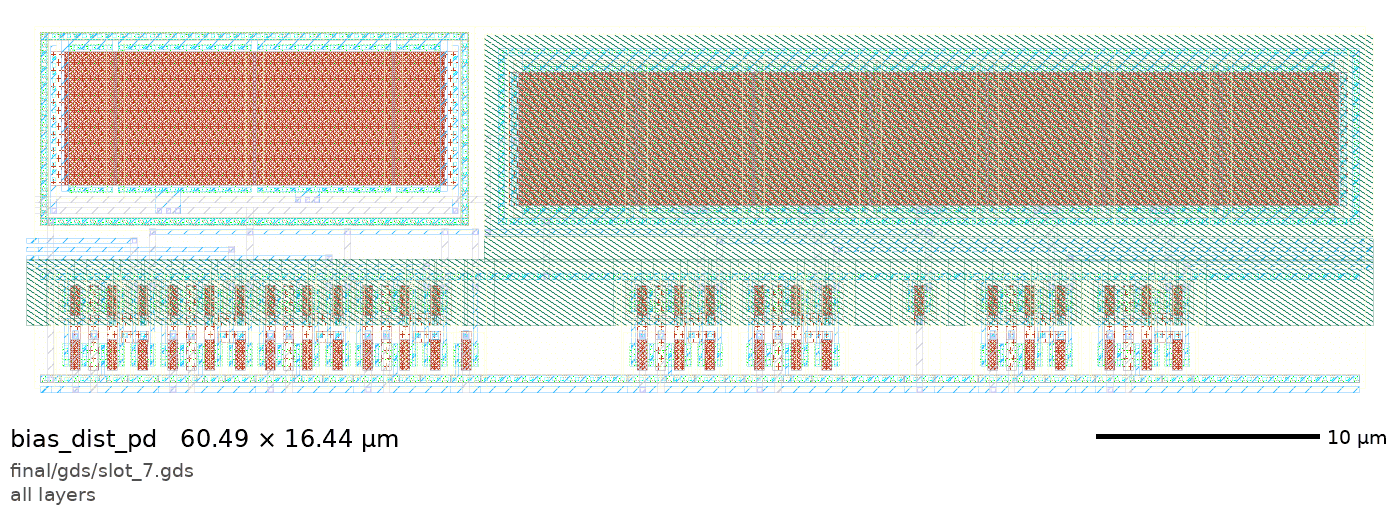 bias_dist_pd   60.49 × 16.44 µm
10 µm
final/gds/slot_7.gds
all layers